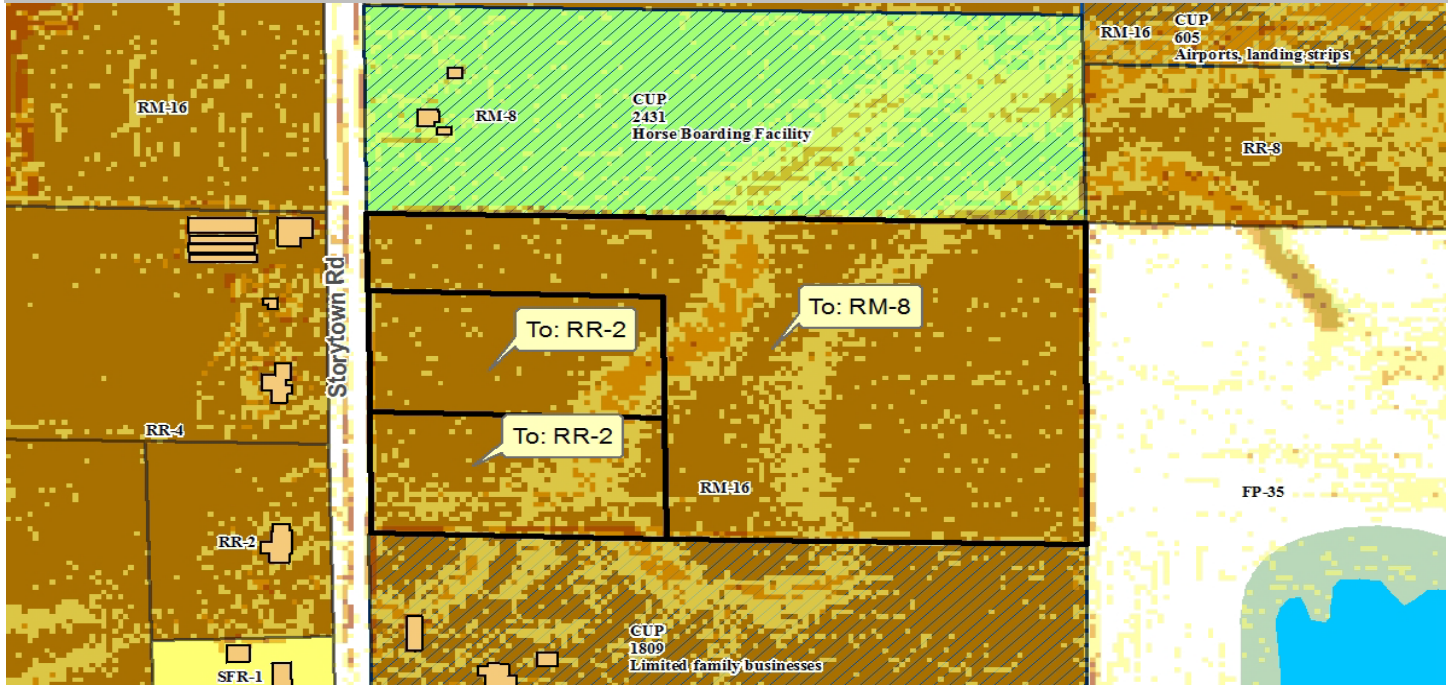 RM-16
CUP
605
Airports, landing strips
RM-16
RM-8
CUP
2431
Horse Boarding Facility
RR-8
Storytown Rd
To: RR-2
To: RM-8
To: RR-2
RR-4
RM-16
FP-35
RR-2
CUP
1809
Limited family businesses
SFR-1